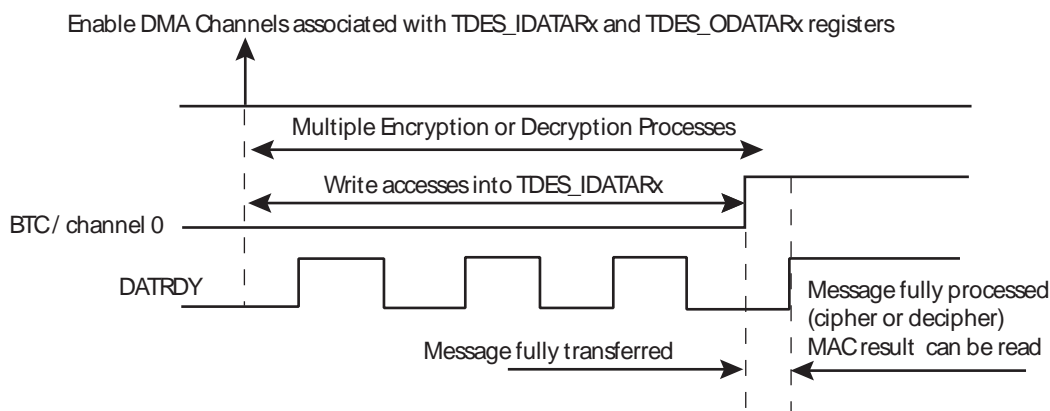 Enable DMA Channels associated with TDES_IDATARx and TDES_ODATARx registers
Multiple Encryption or Decryption Processes
Write accesses into TDES_IDATARx
BTC / channel 0
DATRDY
Message fully processed
(cipher or decipher)
MAC result can be read
Message fully transferred